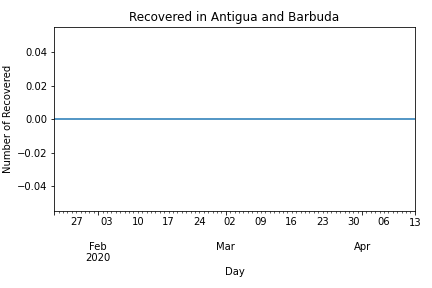 Recovered in Antigua and Barbuda
0.04
0.02
0.00
−0.02
−0.04
Number of Recovered
27 03 10 17 24 02 09 16 23 30 06 13
Feb Mar Apr
2020
Day